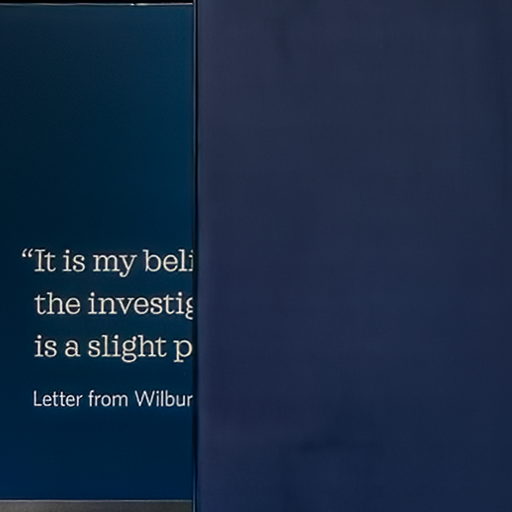 “It is my beli
the investig
is a slight p
Letter from Wilbur